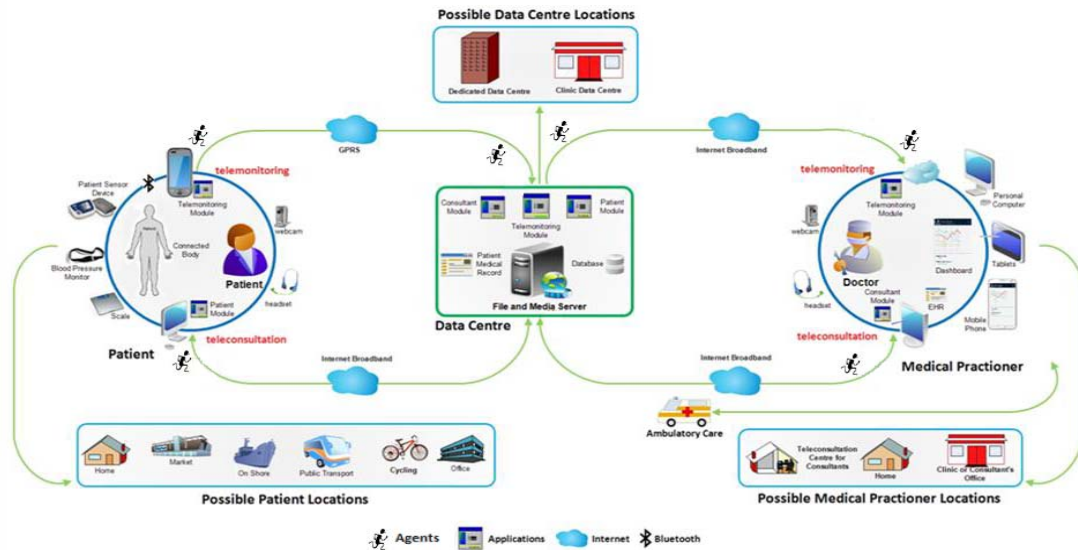 Possible Data Centre Locations
Dedicated Data Centre
Clinic Data Centre
GPRS
Internet Broadband
telemonitoring
Patient Sensor
Device
Telemonitoring
Module
webcam
Connected
Body
Patient
Blood Pressure
Monitor
headset
Scale
Patient
Module
teleconsultation
Patient
Consultant
Module
Telemonitoring
Module
Patient
Module
Patient
Medical
Record
Database
File and Media Server
Data Centre
telemonitoring
Telemonitoring
Module
Personal
Computer
webcam
Doctor
Dashboard
Tablets
headset
Consultant
Module
EHR
Mobile
Phone
teleconsultation
Medical Practioner
Internet Broadband
Internet Broadband
Ambulatory Care
Home
Market
On Shore
Public Transport
Cycling
Office
Possible Patient Locations
Teleconsultation
Centre for
Consultants
Home
Clinic or Consultant's
Office
Possible Medical Practitioner Locations
Agents
Applications
Internet
Bluetooth